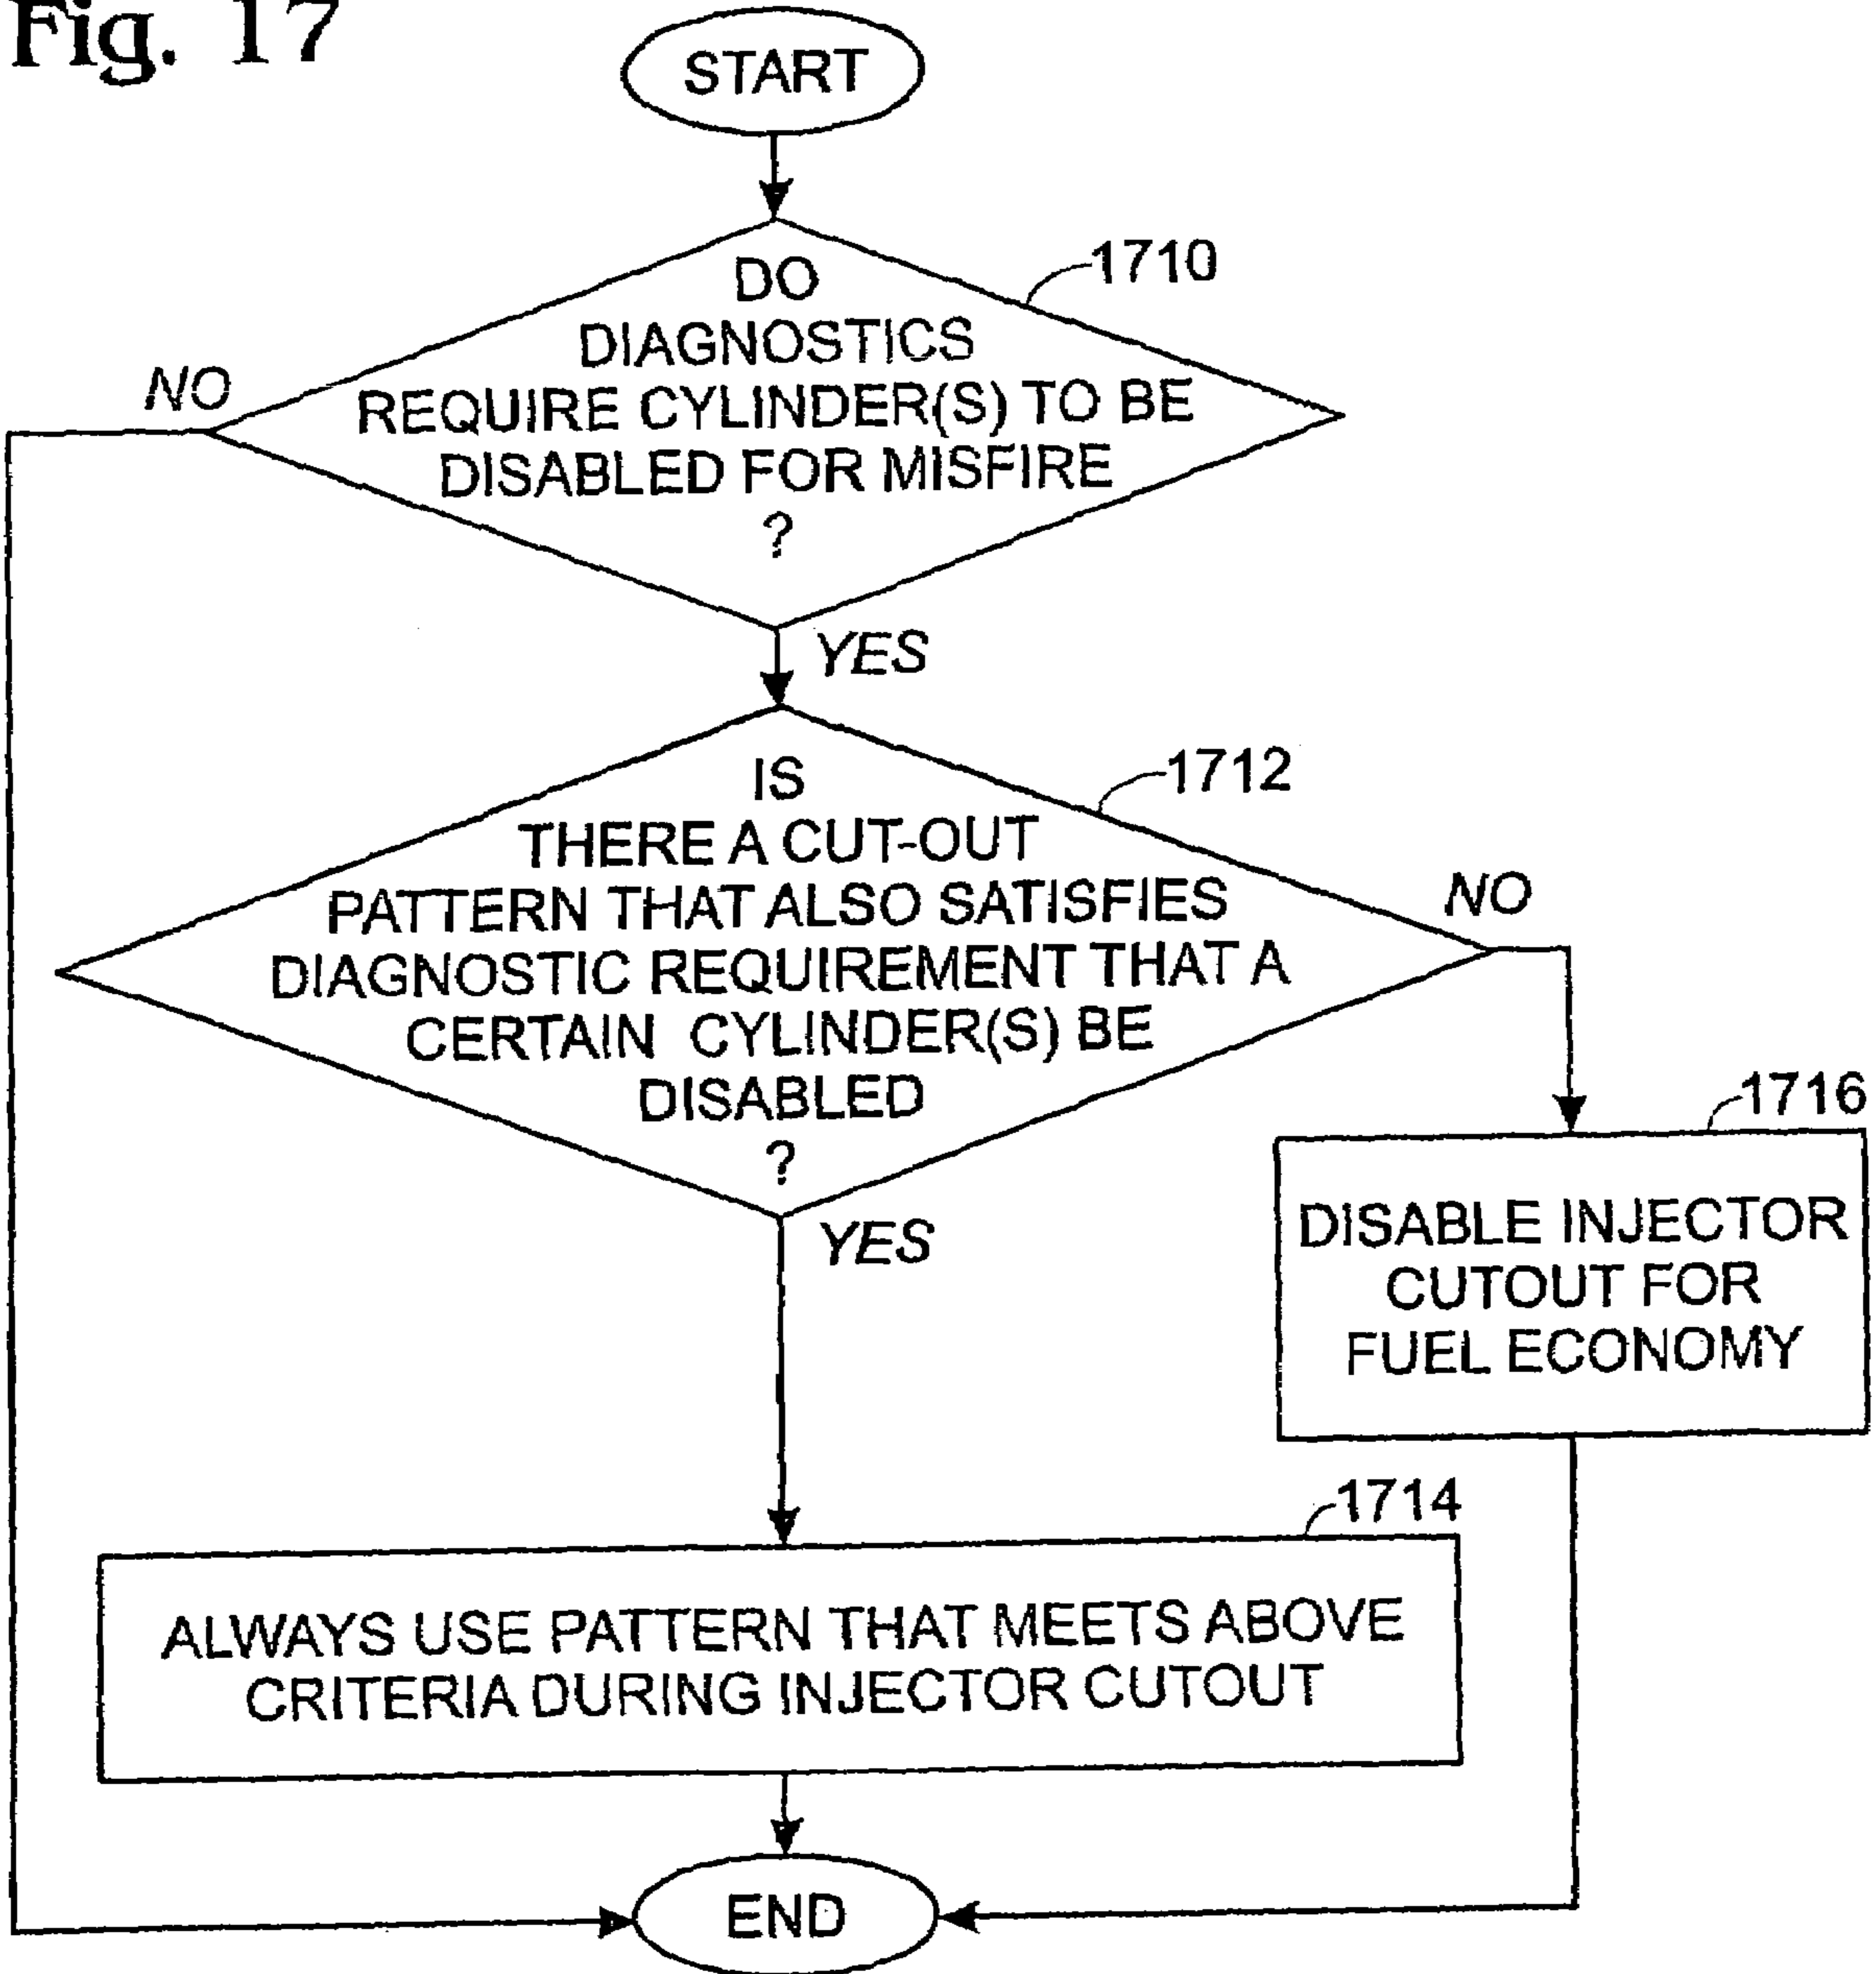 Fig. 17
START
1710
DO
DIAGNOSTICS
REQUIRE CYLINDER(S) TO BE
DISABLED FOR MISFIRE
?
NO
YES
1712
IS
THERE A CUT-OUT
PATTERN THAT ALSO SATISFIES
DIAGNOSTIC REQUIREMENT THAT A
CERTAIN CYLINDER(S) BE
DISABLED
?
NO
YES
1716
DISABLE INJECTOR
CUTOUT FOR
FUEL ECONOMY
1714
ALWAYS USE PATTERN THAT MEETS ABOVE
CRITERIA DURING INJECTOR CUTOUT
END